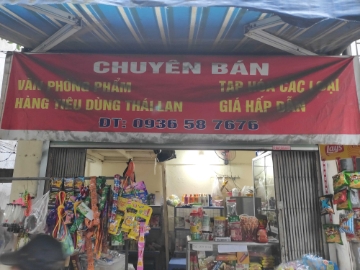 CHUYÊN BÁN
VĂN PHÒNG PHẨM
TẠP HÓA CÁC LOẠI
HÀNG TIÊU DÙNG THÁI LAN
GIÁ HẤP DẪN
ĐT: 0936 58 7676
Lay's